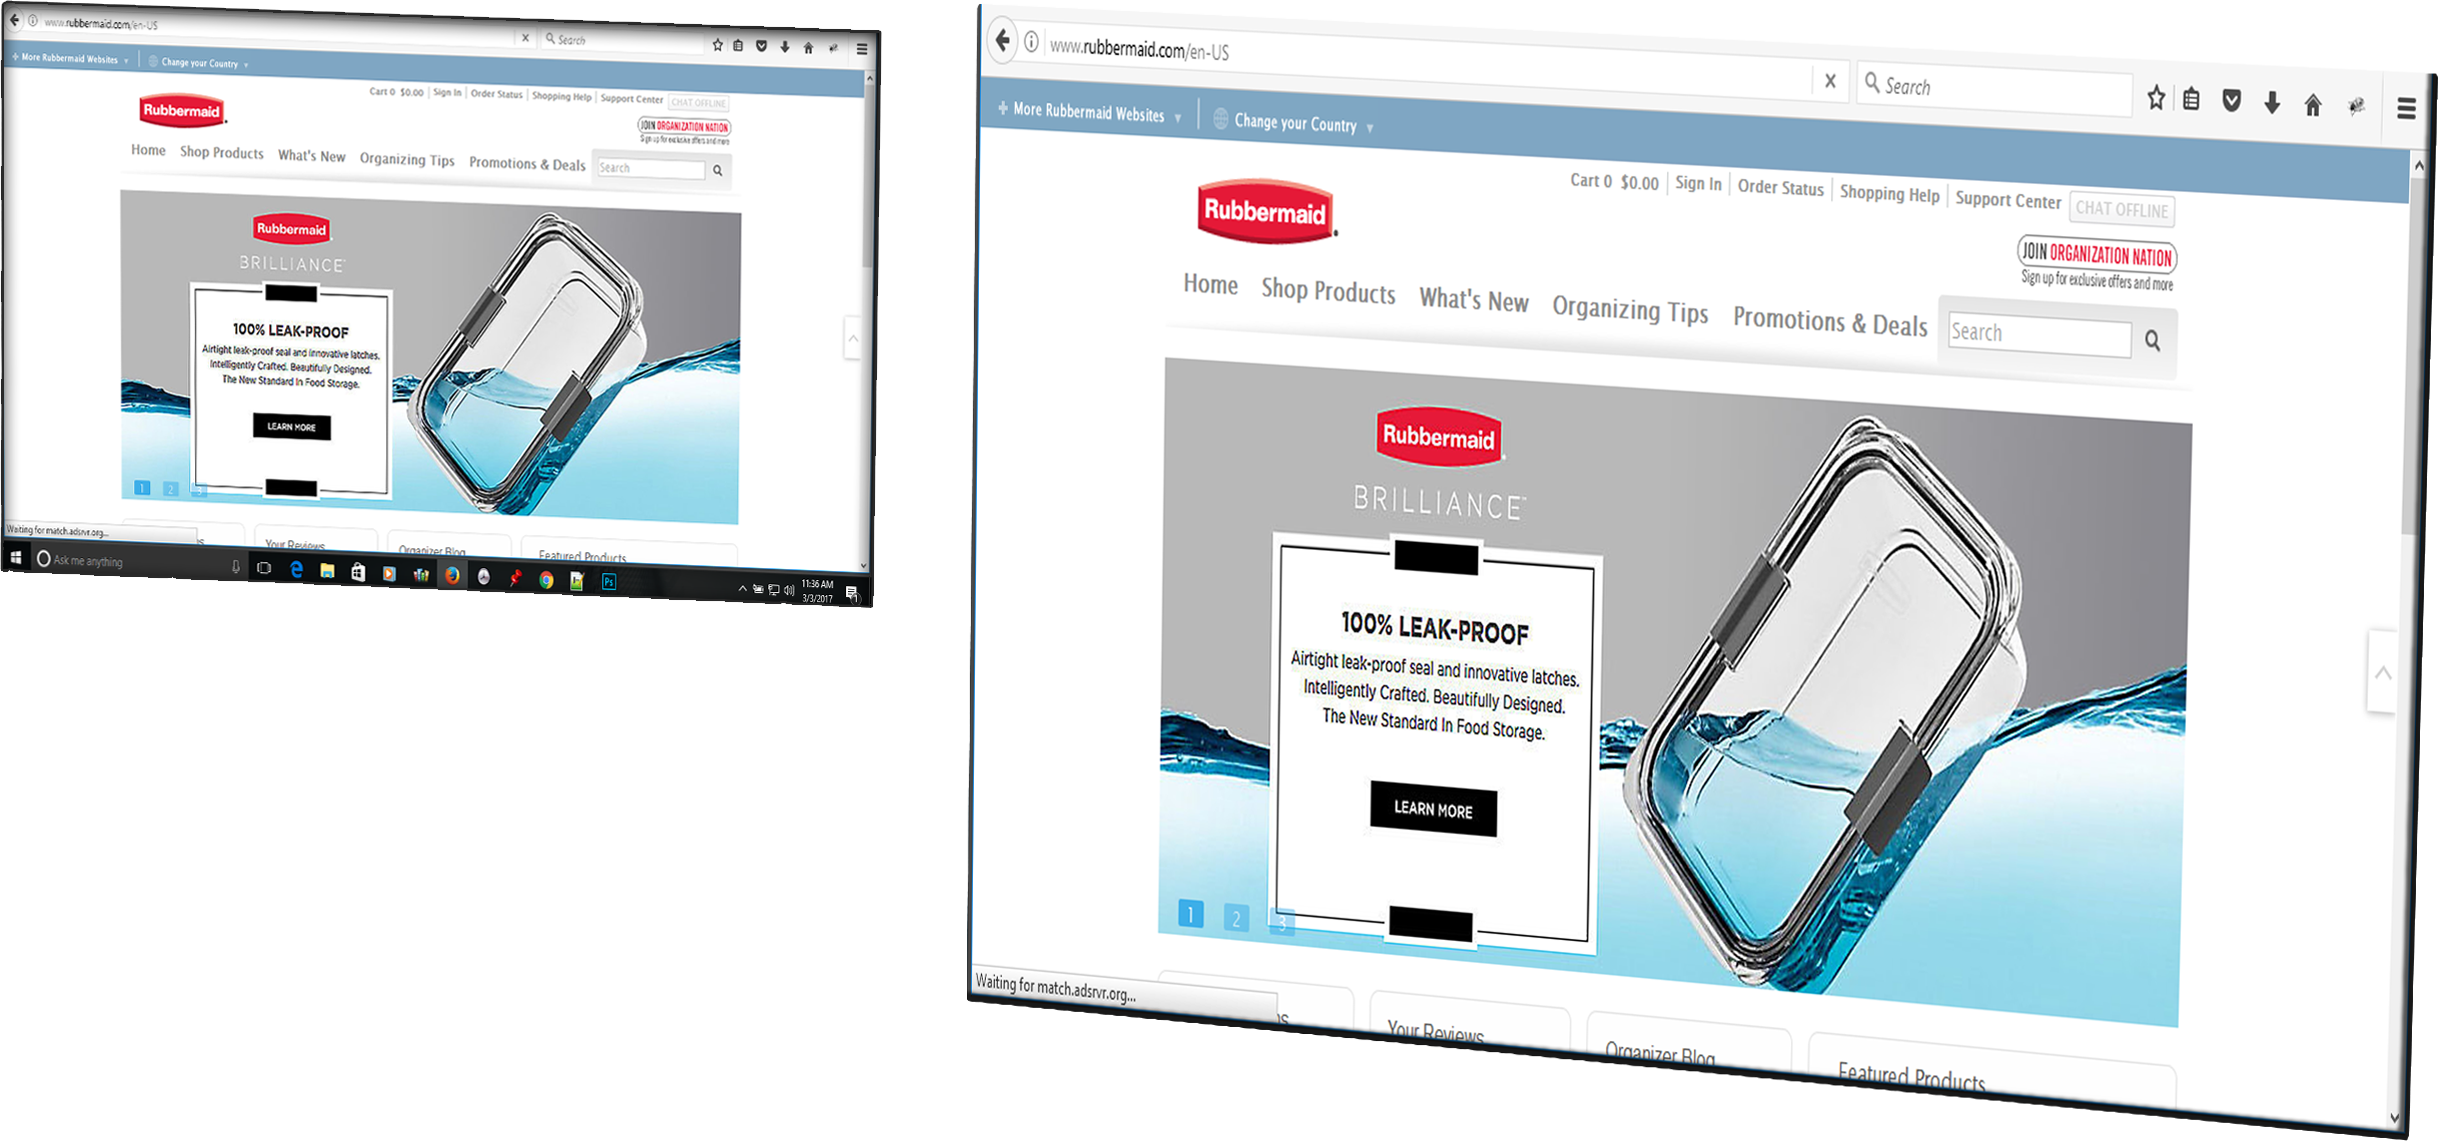 www.rubbermaid.com/en-US
Search
More Rubbermaid Websites
Change your Country
Cart 0 $0.00 Sign In Order Status Shopping Help Support Center CHAT OFFLINE
Rubbermaid
JOIN ORGANIZATION NATION
Sign up for exclusive offers and more
Home Shop Products What's New Organizing Tips Promotions & Deals Search
Rubbermaid
BRILLIANCE™
100% LEAK-PROOF
Airtight leak-proof seal and innovative latches.
Intelligently Crafted. Beautifully Designed.
The New Standard In Food Storage.
LEARN MORE
1 2 3
Waiting for match.adsrvr.org...
Your Reviews Organizer Blog Featured Products
Ask me anything
Ps
11:36 AM
3/3/2017
1
www.rubbermaid.com/en-US
Search
More Rubbermaid Websites
Change your Country
Cart 0 $0.00 Sign In Order Status Shopping Help Support Center CHAT OFFLINE
Rubbermaid
JOIN ORGANIZATION NATION
Sign up for exclusive offers and more
Home Shop Products What's New Organizing Tips Promotions & Deals Search
Rubbermaid
BRILLIANCE™
100% LEAK-PROOF
Airtight leak-proof seal and innovative latches.
Intelligently Crafted. Beautifully Designed.
The New Standard In Food Storage.
LEARN MORE
1 2 3
Waiting for match.adsrvr.org...
Your Reviews Organizer Blog Featured Products